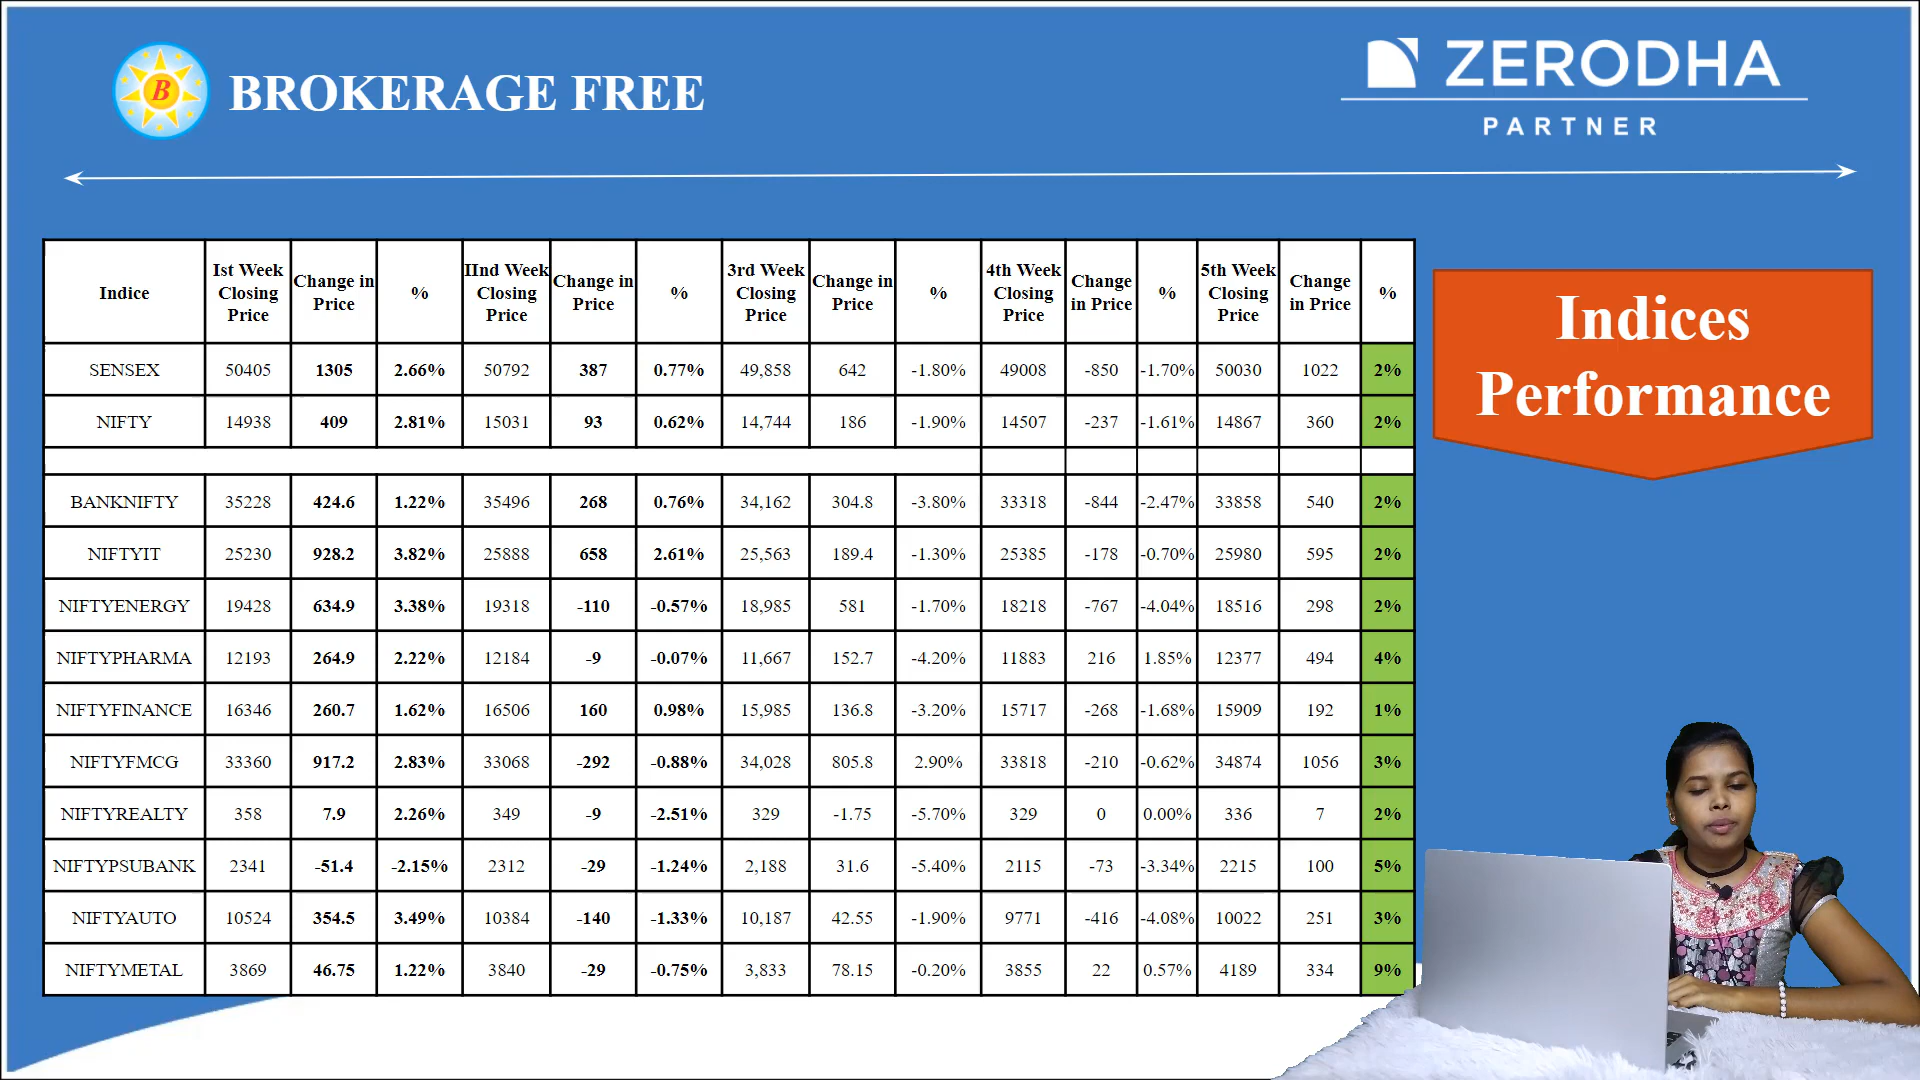 B BROKERAGE FREE
ZERODHA
PARTNER
Indice Ist Week Closing Price Change in Price % IInd Week Closing Price Change in Price % 3rd Week Closing Price Change in Price % 4th Week Closing Price Change in Price % 5th Week Closing Price Change in Price %
SENSEX 50405 1305 2.66% 50792 387 0.77% 49,858 642 -1.80% 49008 -850 -1.70% 50030 1022 2%
NIFTY 14938 409 2.81% 15031 93 0.62% 14,744 186 -1.90% 14507 -237 -1.61% 14867 360 2%
BANKNIFTY 35228 424.6 1.22% 35496 268 0.76% 34,162 304.8 -3.80% 33318 -844 -2.47% 33858 540 2%
NIFTYIT 25230 928.2 3.82% 25888 658 2.61% 25,563 189.4 -1.30% 25385 -178 -0.70% 25980 595 2%
NIFTYENERGY 19428 634.9 3.38% 19318 -110 -0.57% 18,985 581 -1.70% 18218 -767 -4.04% 18516 298 2%
NIFTYPHARMA 12193 264.9 2.22% 12184 -9 -0.07% 11,667 152.7 -4.20% 11883 216 1.85% 12377 494 4%
NIFTYFINANCE 16346 260.7 1.62% 16506 160 0.98% 15,985 136.8 -3.20% 15717 -268 -1.68% 15909 192 1%
NIFTYFMCG 33360 917.2 2.83% 33068 -292 -0.88% 34,028 805.8 2.90% 33818 -210 -0.62% 34874 1056 3%
NIFTYREALTY 358 7.9 2.26% 349 -9 -2.51% 329 -1.75 -5.70% 329 0 0.00% 336 7 2%
NIFTYPSUBANK 2341 -51.4 -2.15% 2312 -29 -1.24% 2,188 31.6 -5.40% 2115 -73 -3.34% 2215 100 5%
NIFTYAUTO 10524 354.5 3.49% 10384 -140 -1.33% 10,187 42.55 -1.90% 9771 -416 -4.08% 10022 251 3%
NIFTYMETAL 3869 46.75 1.22% 3840 -29 -0.75% 3,833 78.15 -0.20% 3855 22 0.57% 4189 334 9%
Indices
Performance